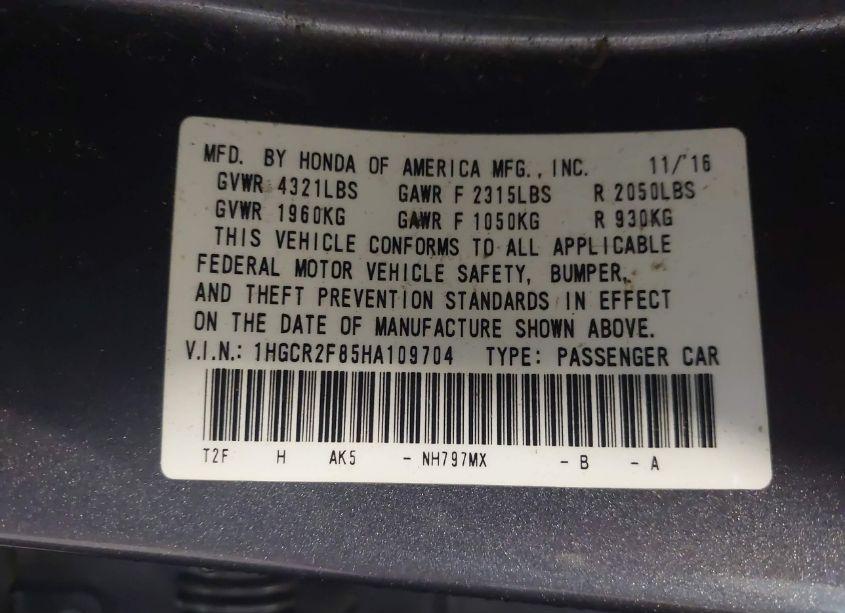 MFD. BY HONDA OF AMERICA MFG., INC. 11/'16
GVWR 4321LBS GAWR F 2315LBS R 2050LBS
GVWR 1960KG GAWR F 1050KG R 930KG
THIS VEHICLE CONFORMS TO ALL APPLICABLE
FEDERAL MOTOR VEHICLE SAFETY, BUMPER,
AND THEFT PREVENTION STANDARDS IN EFFECT
ON THE DATE OF MANUFACTURE SHOWN ABOVE.
V.I.N.: 1HGCR2F85HA109704 TYPE: PASSENGER CAR
T2F H AK5 - NH797MX - B - A